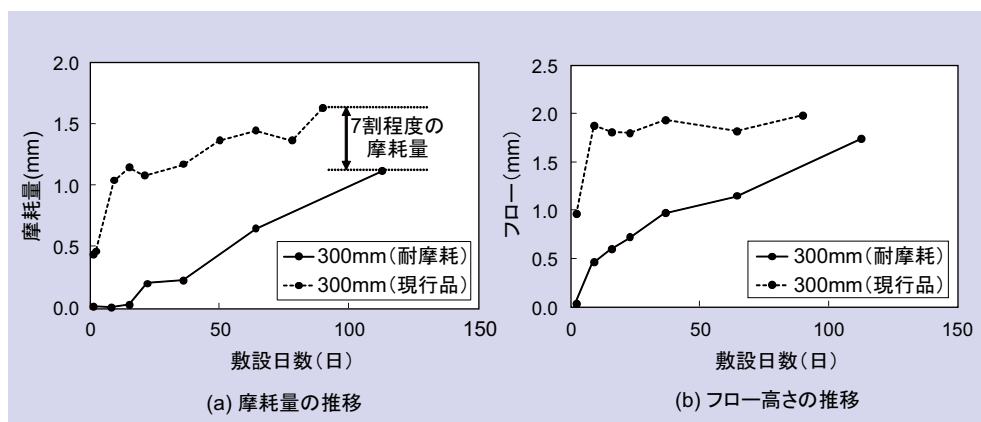 2.0
1.5
1.0
0.5
0.0
摩耗量(mm)
7割程度の
摩耗量
300mm(耐摩耗)
300mm(現行品)
0
50
100
150
敷設日数(日)
(a) 摩耗量の推移
2.5
2.0
1.5
1.0
0.5
0.0
フロー(mm)
300mm(耐摩耗)
300mm(現行品)
0
50
100
150
敷設日数(日)
(b) フロー高さの推移